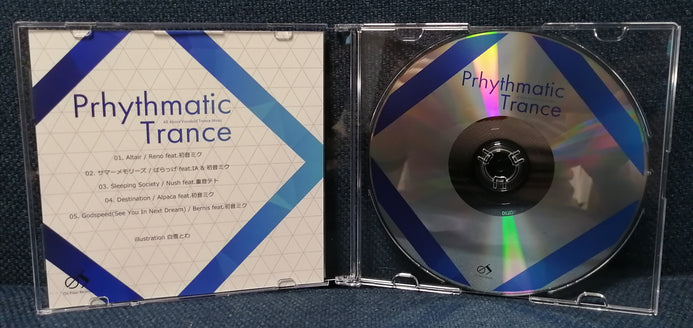 Prhythmatic
All About Vocaloid Trance Music
Trance
01. Altair / Reno feat.初音ミク
02. サマーメモリーズ / ぱらっげ feat.IA & 初音ミク
03. Sleeping Society / Nush feat.重音テト
04. Destination / Alpaca feat.初音ミク
05. Godspeed(See You In Next Dream) / Bernis feat.初音ミク
illustration 白雪とわ
Prhythmatic
Trance